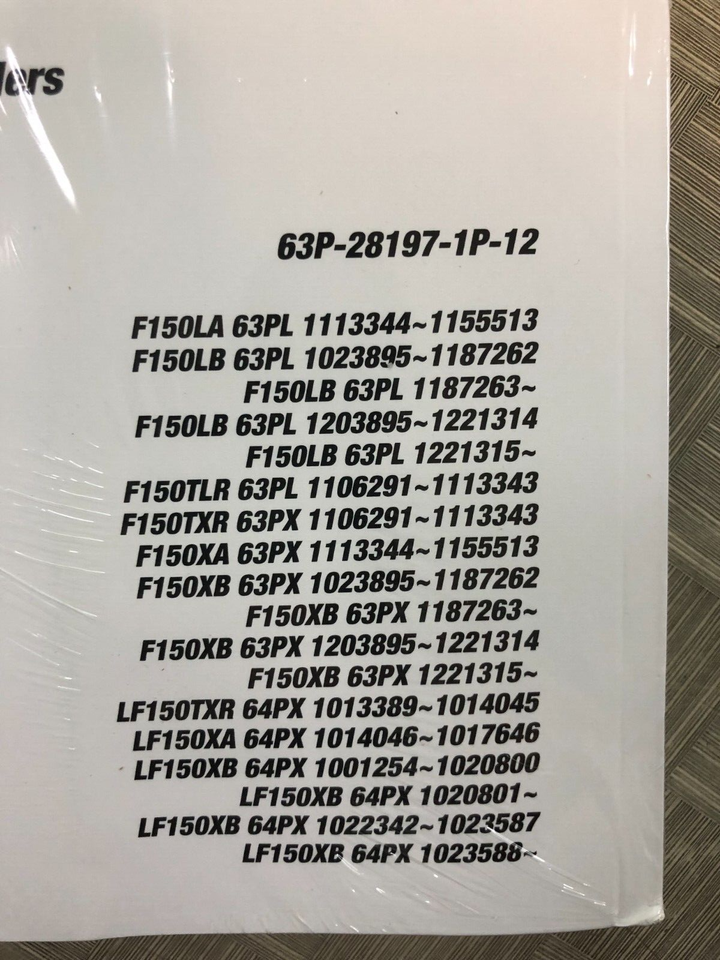 63P-28197-1P-12
F150LA 63PL 1113344~1155513
F150LB 63PL 1023895~1187262
F150LB 63PL 1187263~
F150LB 63PL 1203895~1221314
F150LB 63PL 1221315~
F150TLR 63PL 1106291~1113343
F150TXR 63PX 1106291~1113343
F150XA 63PX 1113344~1155513
F150XB 63PX 1023895~1187262
F150XB 63PX 1187263~
F150XB 63PX 1203895~1221314
F150XB 63PX 1221315~
LF150TXR 64PX 1013389~1014045
LF150XA 64PX 1014046~1017646
LF150XB 64PX 1001254~1020800
LF150XB 64PX 1020801~
LF150XB 64PX 1022342~1023587
LF150XB 64PX 1023588~